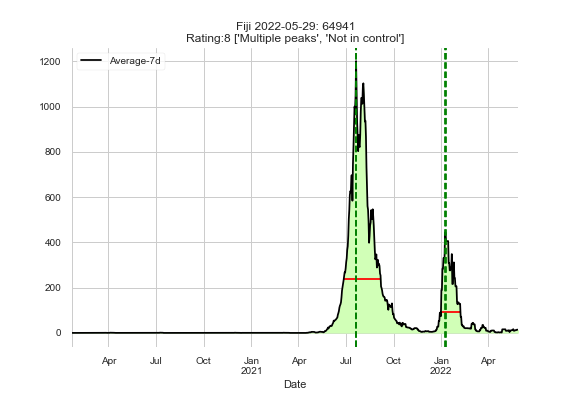 Fiji 2022-05-29: 64941
Rating:8 ['Multiple peaks', 'Not in control']
Average-7d
1200
1000
800
600
400
200
0
Apr Jul Oct Jan Apr Jul Oct Jan Apr
2021 2022
Date